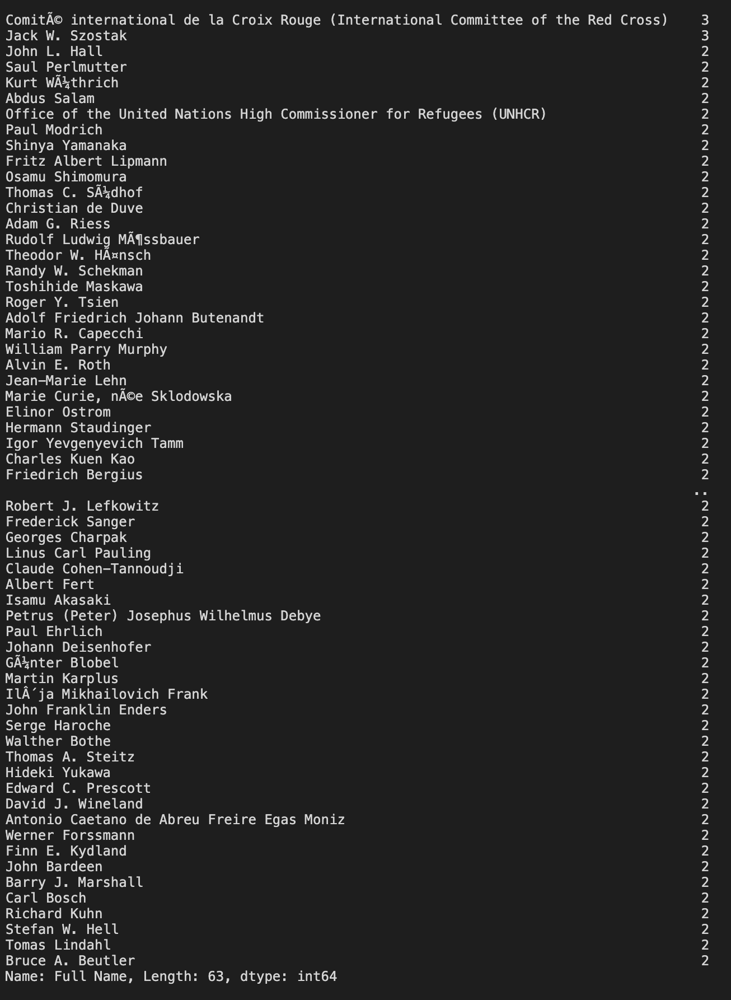 ComitÃ© international de la Croix Rouge (International Committee of the Red Cross) 3
Jack W. Szostak 3
John L. Hall 2
Saul Perlmutter 2
Kurt WÃ¼thrich 2
Abdus Salam 2
Office of the United Nations High Commissioner for Refugees (UNHCR) 2
Paul Modrich 2
Shinya Yamanaka 2
Fritz Albert Lipmann 2
Osamu Shimomura 2
Thomas C. SÃ¼dhof 2
Christian de Duve 2
Adam G. Riess 2
Rudolf Ludwig MÃ¶ssbauer 2
Theodor W. HÃ¤nsch 2
Randy W. Schekman 2
Toshihide Maskawa 2
Roger Y. Tsien 2
Adolf Friedrich Johann Butenandt 2
Mario R. Capecchi 2
William Parry Murphy 2
Alvin E. Roth 2
Jean-Marie Lehn 2
Marie Curie, nÃ©e Sklodowska 2
Elinor Ostrom 2
Hermann Staudinger 2
Igor Yevgenyevich Tamm 2
Charles Kuen Kao 2
Friedrich Bergius 2
..
Robert J. Lefkowitz 2
Frederick Sanger 2
Georges Charpak 2
Linus Carl Pauling 2
Claude Cohen-Tannoudji 2
Albert Fert 2
Isamu Akasaki 2
Petrus (Peter) Josephus Wilhelmus Debye 2
Paul Ehrlich 2
Johann Deisenhofer 2
GÃ¼nter Blobel 2
Martin Karplus 2
IlÂ´ja Mikhailovich Frank 2
John Franklin Enders 2
Serge Haroche 2
Walther Bothe 2
Thomas A. Steitz 2
Hideki Yukawa 2
Edward C. Prescott 2
David J. Wineland 2
Antonio Caetano de Abreu Freire Egas Moniz 2
Werner Forssmann 2
Finn E. Kydland 2
John Bardeen 2
Barry J. Marshall 2
Carl Bosch 2
Richard Kuhn 2
Stefan W. Hell 2
Tomas Lindahl 2
Bruce A. Beutler 2
Name: Full Name, Length: 63, dtype: int64